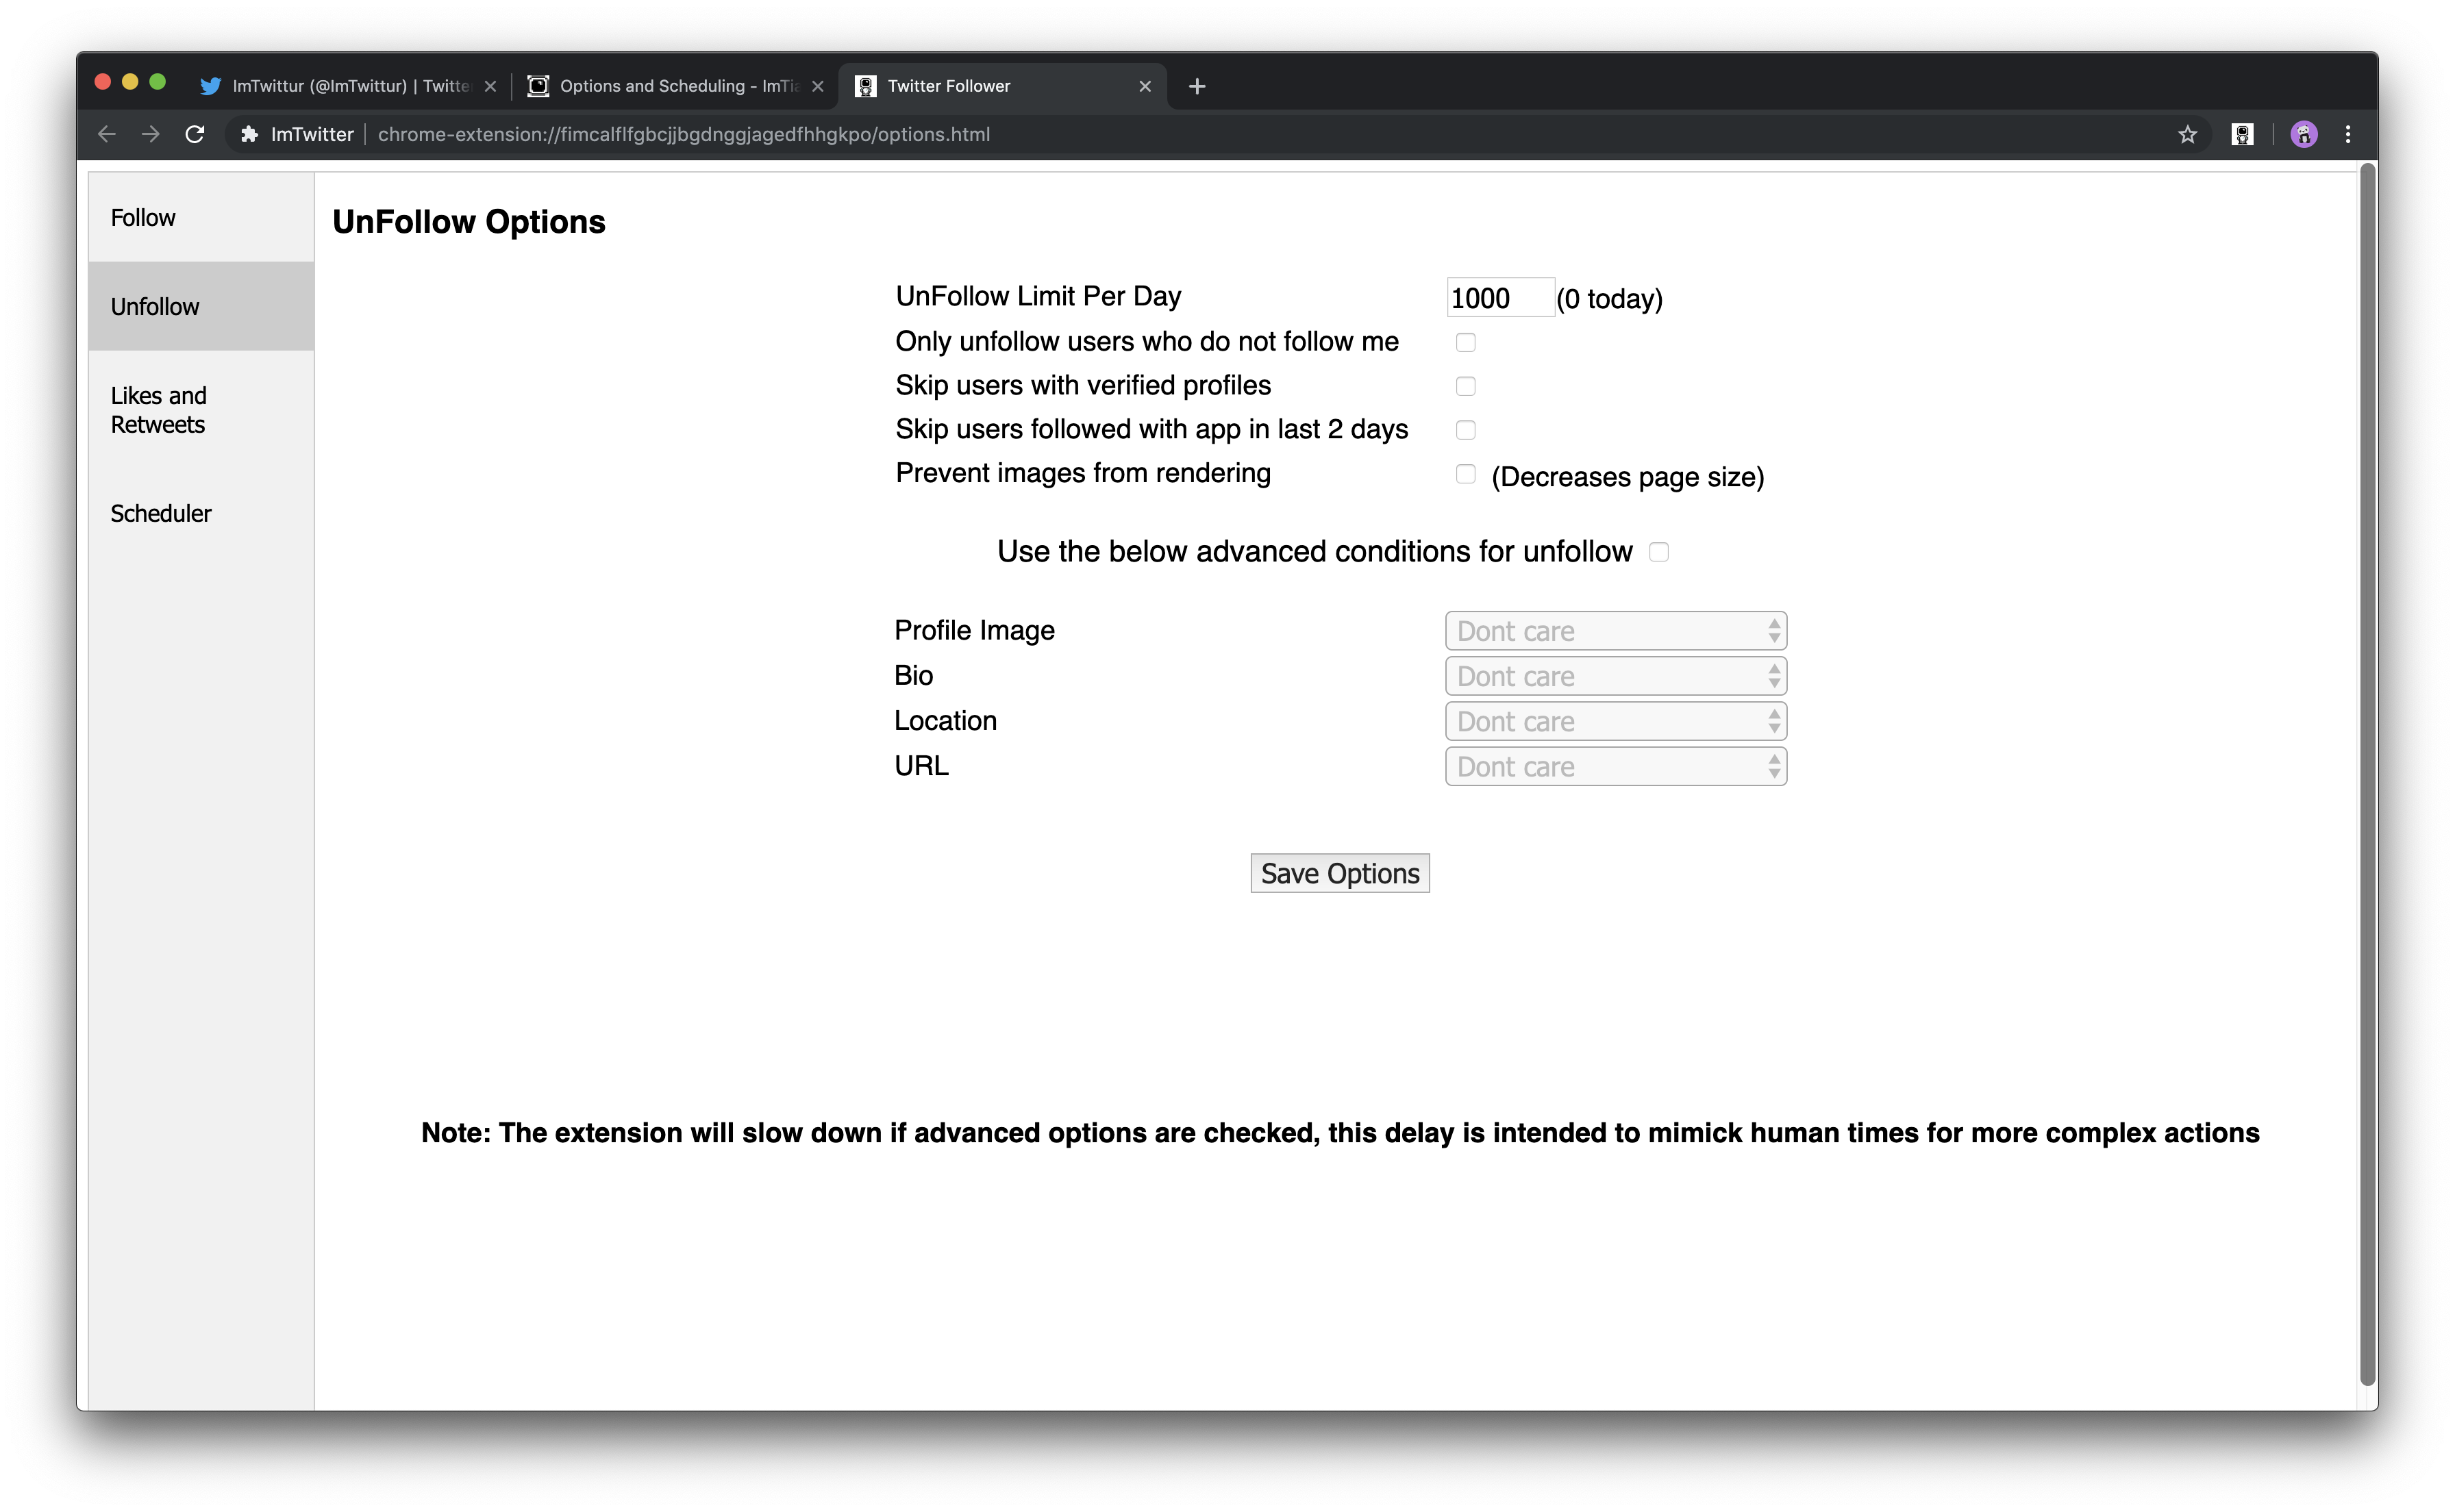 ImTwittur (@ImTwittur) | Twitte
Options and Scheduling - ImTia
Twitter Follower
ImTwitter
chrome-extension://fimcalflfgbcjjbgdnggjagedfhhgkpo/options.html
Follow
Unfollow
Likes and
Retweets
Scheduler
UnFollow Options
UnFollow Limit Per Day 1000 (0 today)
Only unfollow users who do not follow me
Skip users with verified profiles
Skip users followed with app in last 2 days
Prevent images from rendering (Decreases page size)
Use the below advanced conditions for unfollow
Profile Image Dont care
Bio Dont care
Location Dont care
URL Dont care
Save Options
Note: The extension will slow down if advanced options are checked, this delay is intended to mimick human times for more complex actions